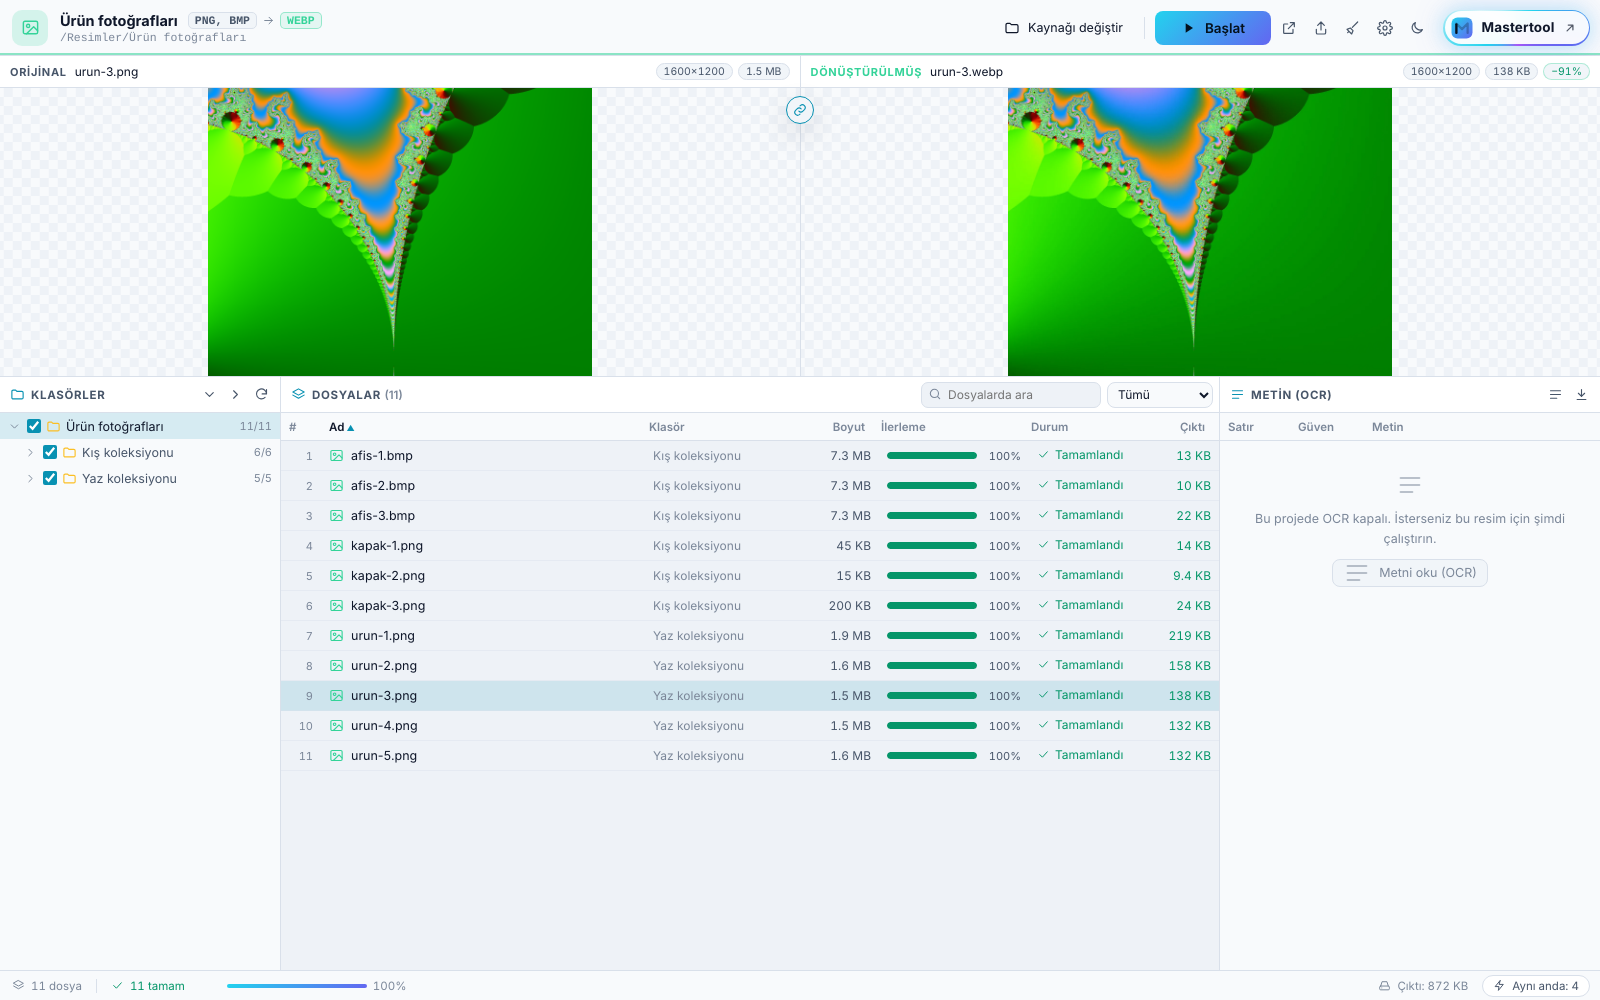 Ürün fotoğrafları PNG, BMP → WEBP
/Resimler/Ürün fotoğrafları
Kaynağı değiştir
Başlat
Mastertool
ORİJİNAL urun-3.png 1600×1200 1.5 MB
DÖNÜŞTÜRÜLMÜŞ urun-3.webp 1600×1200 138 KB −91%
KLASÖRLER
Ürün fotoğrafları 11/11
Kış koleksiyonu 6/6
Yaz koleksiyonu 5/5
DOSYALAR (11) Dosyalarda ara Tümü
# Ad Klasör Boyut İlerleme Durum Çıktı
1 afis-1.bmp Kış koleksiyonu 7.3 MB 100% Tamamlandı 13 KB
2 afis-2.bmp Kış koleksiyonu 7.3 MB 100% Tamamlandı 10 KB
3 afis-3.bmp Kış koleksiyonu 7.3 MB 100% Tamamlandı 22 KB
4 kapak-1.png Kış koleksiyonu 45 KB 100% Tamamlandı 14 KB
5 kapak-2.png Kış koleksiyonu 15 KB 100% Tamamlandı 9.4 KB
6 kapak-3.png Kış koleksiyonu 200 KB 100% Tamamlandı 24 KB
7 urun-1.png Yaz koleksiyonu 1.9 MB 100% Tamamlandı 219 KB
8 urun-2.png Yaz koleksiyonu 1.6 MB 100% Tamamlandı 158 KB
9 urun-3.png Yaz koleksiyonu 1.5 MB 100% Tamamlandı 138 KB
10 urun-4.png Yaz koleksiyonu 1.5 MB 100% Tamamlandı 132 KB
11 urun-5.png Yaz koleksiyonu 1.6 MB 100% Tamamlandı 132 KB
METİN (OCR)
Satır Güven Metin
Bu projede OCR kapalı. İsterseniz bu resim için şimdi
çalıştırın.
Metni oku (OCR)
11 dosya 11 tamam 100%
Çıktı: 872 KB Aynı anda: 4